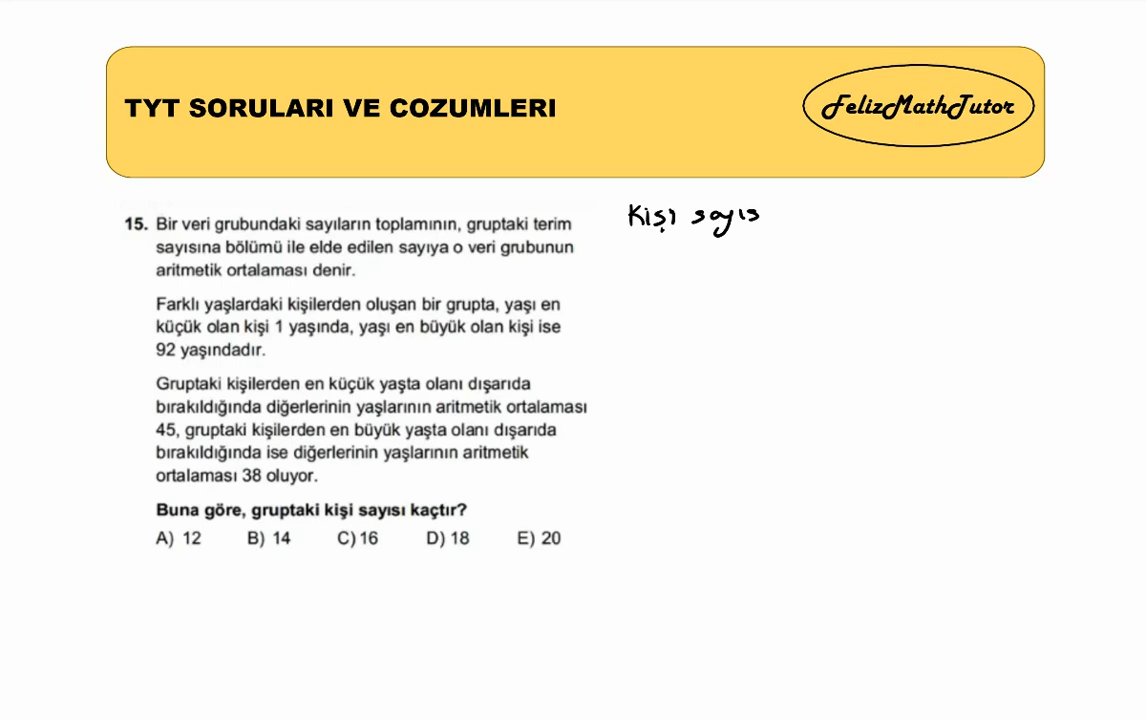 TYT SORULARI VE COZUMLERI
FelizMathTutor
15. Bir veri grubundaki sayıların toplamının, gruptaki terim
sayısına bölümü ile elde edilen sayıya o veri grubunun
aritmetik ortalaması denir.
Farklı yaşlardaki kişilerden oluşan bir grupta, yaşı en
küçük olan kişi 1 yaşında, yaşı en büyük olan kişi ise
92 yaşındadır.
Gruptaki kişilerden en küçük yaşta olanı dışarıda
bırakıldığında diğerlerinin yaşlarının aritmetik ortalaması
45, gruptaki kişilerden en büyük yaşta olanı dışarıda
bırakıldığında ise diğerlerinin yaşlarının aritmetik
ortalaması 38 oluyor.
Buna göre, gruptaki kişi sayısı kaçtır?
A) 12 B) 14 C) 16 D) 18 E) 20
Kişi sayıs